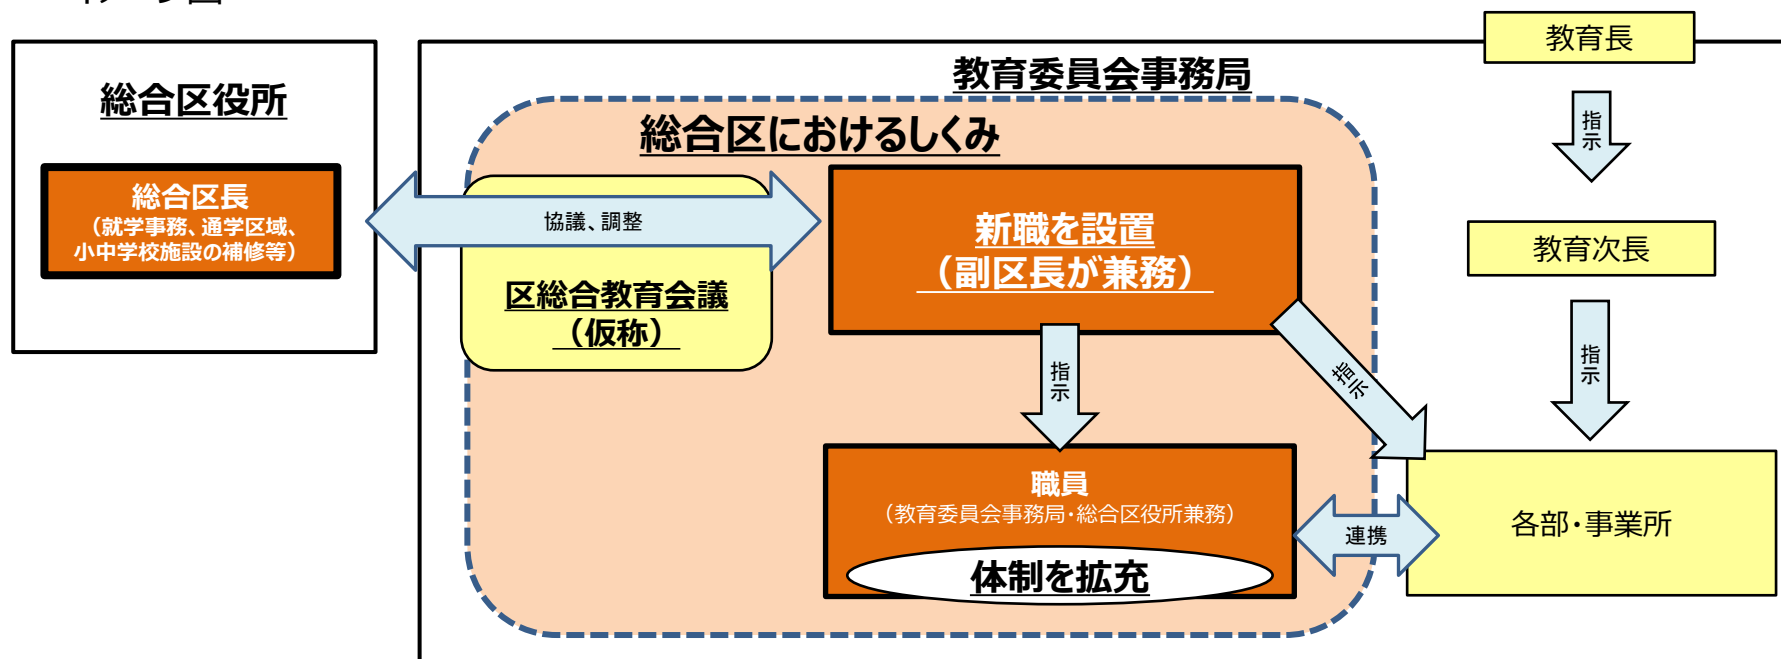 教育長
総合区役所
教育委員会事務局
総合区におけるしくみ
指示
総合区長
（就学事務、通学区域、
小中学校施設の補修等）
協議、調整
新職を設置
（副区長が兼務）
教育次長
区総合教育会議
（仮称）
指示
指示
指示
職員
（教育委員会事務局・総合区役所兼務）
体制を拡充
連携
各部・事業所